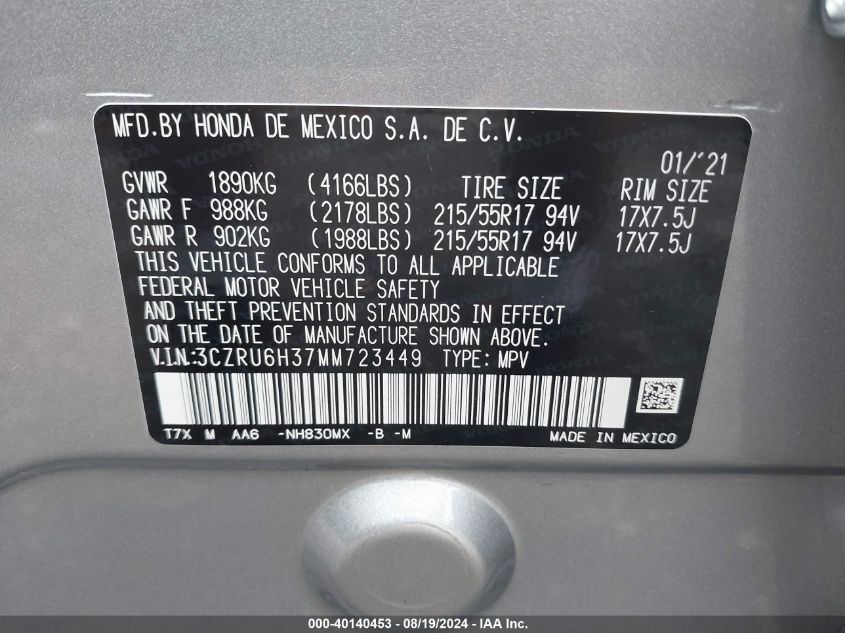 MFD.BY HONDA DE MEXICO S.A. DE C.V.
01/'21
GVWR 1890KG (4166LBS) TIRE SIZE RIM SIZE
GAWR F 988KG (2178LBS) 215/55R17 94V 17X7.5J
GAWR R 902KG (1988LBS) 215/55R17 94V 17X7.5J
THIS VEHICLE CONFORMS TO ALL APPLICABLE
FEDERAL MOTOR VEHICLE SAFETY
AND THEFT PREVENTION STANDARDS IN EFFECT
ON THE DATE OF MANUFACTURE SHOWN ABOVE.
V.I.N.:3CZRU6H37MM723449 TYPE: MPV
T7X M AA6 -NH830MX -B -M MADE IN MEXICO
000-40140453 - 08/19/2024 - IAA Inc.